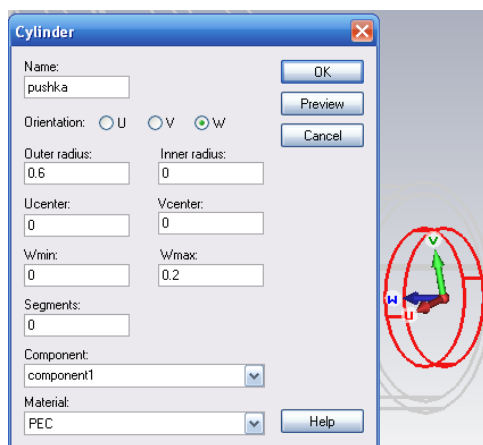 Cylinder
Name:
pushka
OK
Orientation: U V W
Preview
Cancel
Outer radius: Inner radius:
0.6 0
Ucenter: Vcenter:
0 0
Wmin: Wmax:
0 0.2
Segments:
0
Component:
component1
Material:
PEC
Help
V
W
U